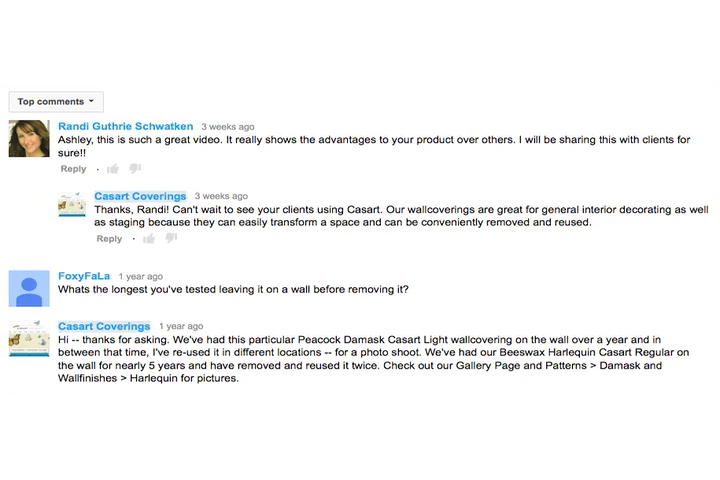 Top comments
Randi Guthrie Schwatken 3 weeks ago
Ashley, this is such a great video. It really shows the advantages to your product over others. I will be sharing this with clients for
sure!!
Reply ·
Casart Coverings 3 weeks ago
Thanks, Randi! Can't wait to see your clients using Casart. Our wallcoverings are great for general interior decorating as well
as staging because they can easily transform a space and can be conveniently removed and reused.
Reply ·
FoxyFaLa 1 year ago
Whats the longest you've tested leaving it on a wall before removing it?
Casart Coverings 1 year ago
Hi -- thanks for asking. We've had this particular Peacock Damask Casart Light wallcovering on the wall over a year and in
between that time, I've re-used it in different locations -- for a photo shoot. We've had our Beeswax Harlequin Casart Regular on
the wall for nearly 5 years and have removed and reused it twice. Check out our Gallery Page and Patterns > Damask and
Wallfinishes > Harlequin for pictures.